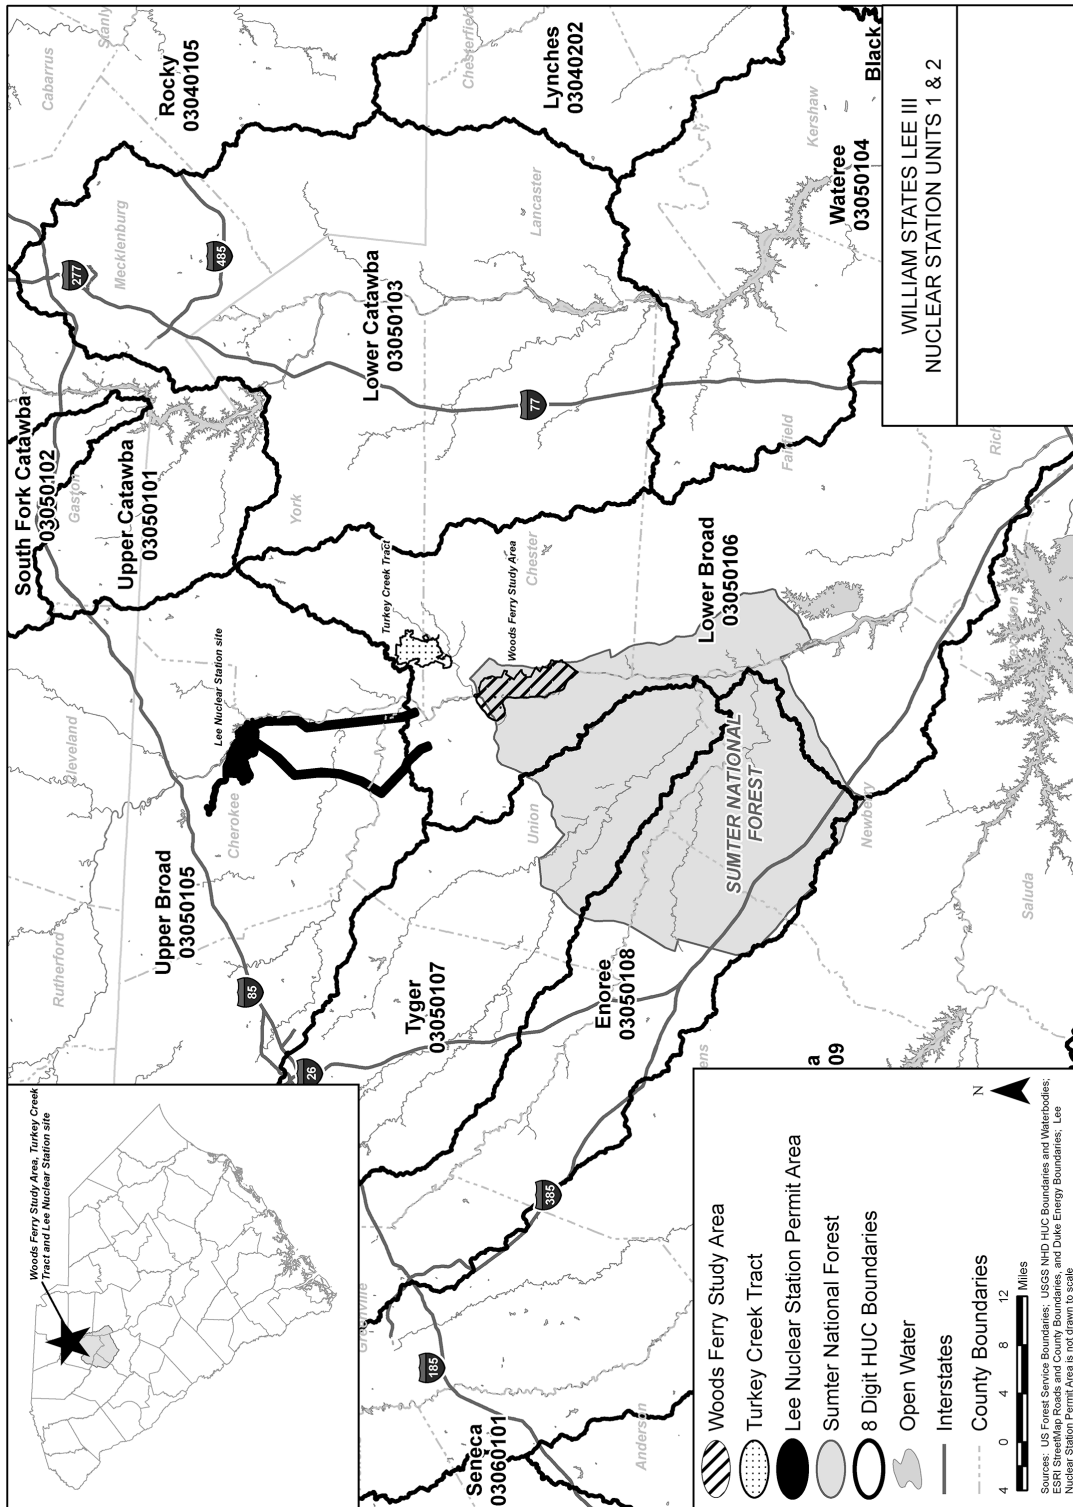 Woods Ferry Study Area, Turkey Creek
Tract and Lee Nuclear Station site
Rutherford
Cleveland
Gaston
South Fork Catawba
03050102
Upper Catawba
03050101
Mecklenburg
Cabarrus
Stanly
Rocky
03040105
277
485
85
26
Upper Broad
03050105
Cherokee
Lee Nuclear Station site
York
Lower Catawba
03050103
77
Turkey Creek Tract
Woods Ferry Study Area
Chester
Lancaster
Chesterfield
Lynches
03040202
Tyger
03050107
Union
Enoree
03050108
SUMTER NATIONAL
FOREST
Lower Broad
03050106
Fairfield
Wateree
03050104
Kershaw
Black
Newberry
Saluda
Rich
185
385
Seneca
03060101
Anderson
ens
a
09
WILLIAM STATES LEE III
NUCLEAR STATION UNITS 1 & 2
Woods Ferry Study Area
Turkey Creek Tract
Lee Nuclear Station Permit Area
Sumter National Forest
8 Digit HUC Boundaries
Open Water
Interstates
County Boundaries
N
4 0 4 8 12
Miles
Sources: US Forest Service Boundaries; USGS NHD HUC Boundaries and Waterbodies;
ESRI StreetMap Roads and County Boundaries, and Duke Energy Boundaries; Lee
Nuclear Station Permit Area is not drawn to scale